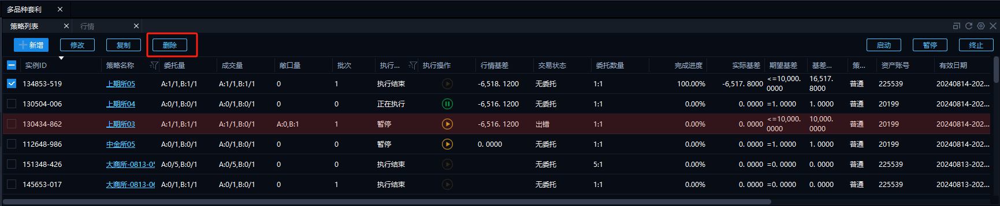 多品种套利
策略列表 行情
新增 修改 复制 删除 启动 暂停 终止
实例ID 策略名称 委托量 成交量 敞口量 批次 执行... 执行操作 行情基差 交易状态 委托数量 完成进度 实际基差 期望基差 基差... 策... 资产账号 有效日期
134853-519 上期所05 A:1/1,B:1/1 A:1/1,B:1/1 0 1 执行结束 -6,518.1200 无委托 1:1 100.00% -6,517.8000 <=10,000.0000 16,517.8000 普通 225539 20240814-202...
130504-006 上期所04 A:0/1,B:0/1 A:0/1,B:0/1 0 0 正在执行 -6,516.1200 无委托 1:1 0.00% 0.0000 =1.0000 1.0000 普通 20199 20240814-202...
130434-862 上期所03 A:1/1,B:1/1 A:1/1,B:0/1 A:0,B:1 1 暂停 -6,516.1200 出错 1:1 0.00% 0.0000 <=10,000.0000 10,000.0000 普通 20199 20240814-202...
112648-986 中金所05 A:0/1,B:0/1 A:0/1,B:0/1 0 0 暂停 0.0000 无委托 1:1 0.00% 0.0000 =1.0000 1.0000 普通 20199 20240814-202...
151348-426 大商所-0813-05 A:0/5,B:0/1 A:0/5,B:0/1 0 0 执行结束 无委托 5:1 0.00% 0.0000 =0.0000 0.0000 普通 225539 20240813-202...
145653-017 大商所-0813-06 A:0/1,B:1/1 A:0/1,B:0/1 0 1 执行结束 无委托 1:1 0.00% 0.0000 =0.0000 0.0000 普通 225539 20240813-202...